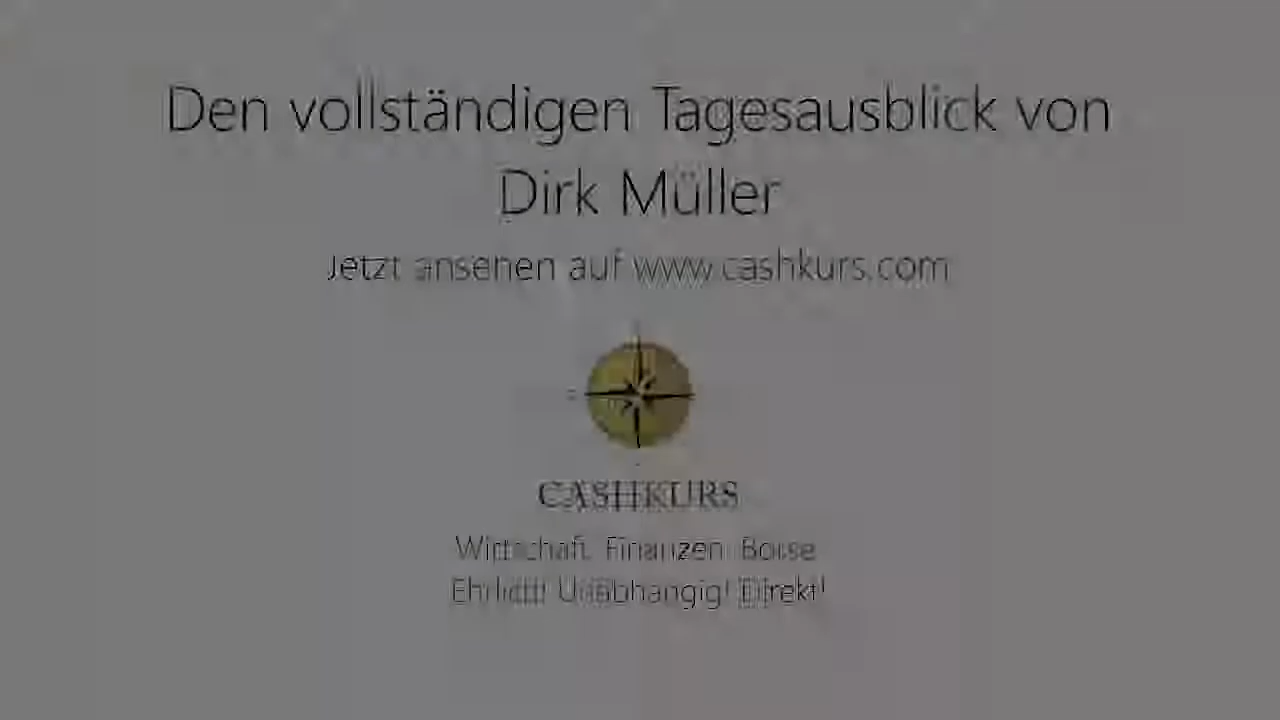 Den vollständigen Tagesausblick von
Dirk Müller
Jetzt ansehen auf www.cashkurs.com
CASHKURS
Wirtschaft. Finanzen. Börse
Ehrlich! Unabhängig! Direkt!